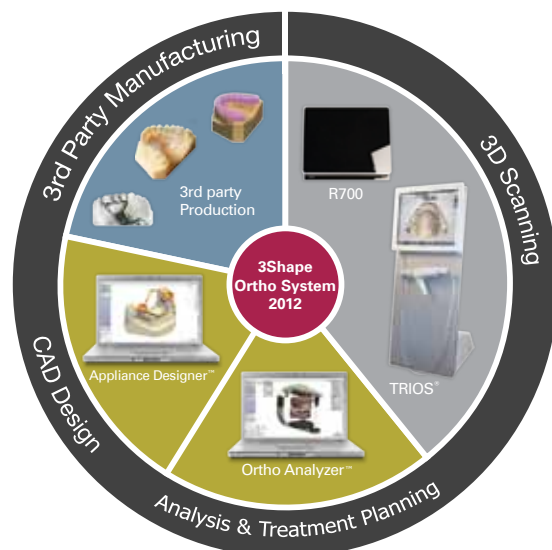 3rd Party Manufacturing
3D Scanning
3rd party
Production
R700
3Shape
Ortho System
2012
Appliance Designer™
TRIOS®
Ortho Analyzer™
CAD Design
Analysis & Treatment Planning